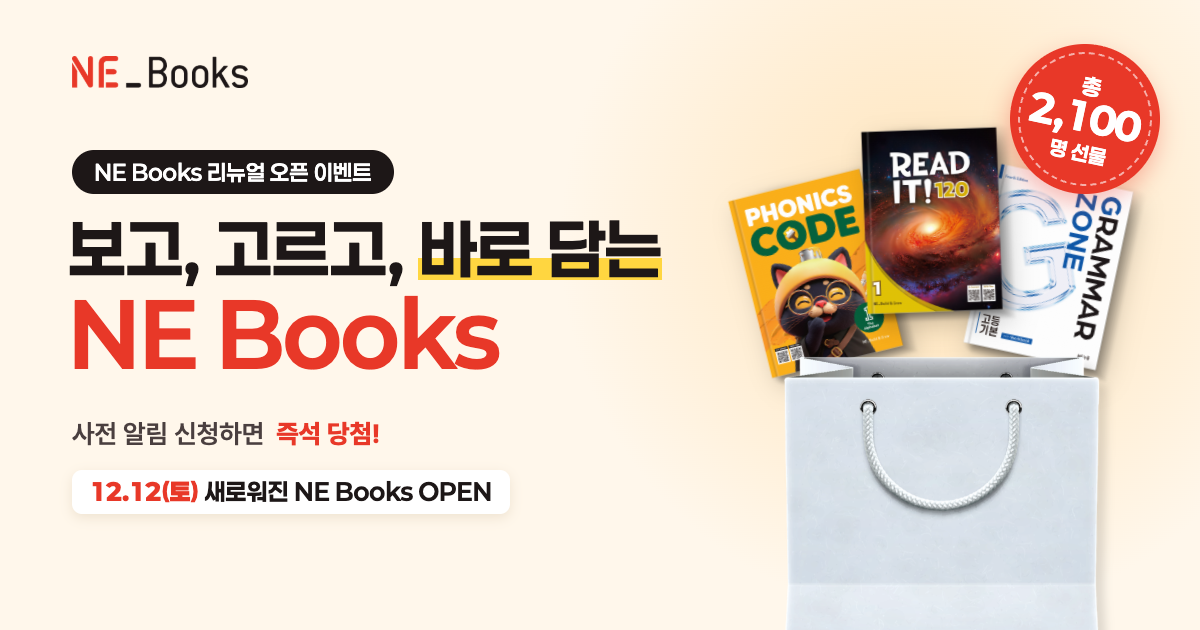 NE_Books
NE Books 리뉴얼 오픈 이벤트
보고, 고르고, 바로 담는
NE Books
사전 알림 신청하면 즉석 당첨!
12.12(토) 새로워진 NE Books OPEN
총
2,100
명 선물
PHONICS
CODE
READ
IT! 120
1
GRAMMAR
ZONE
G
고등
기본